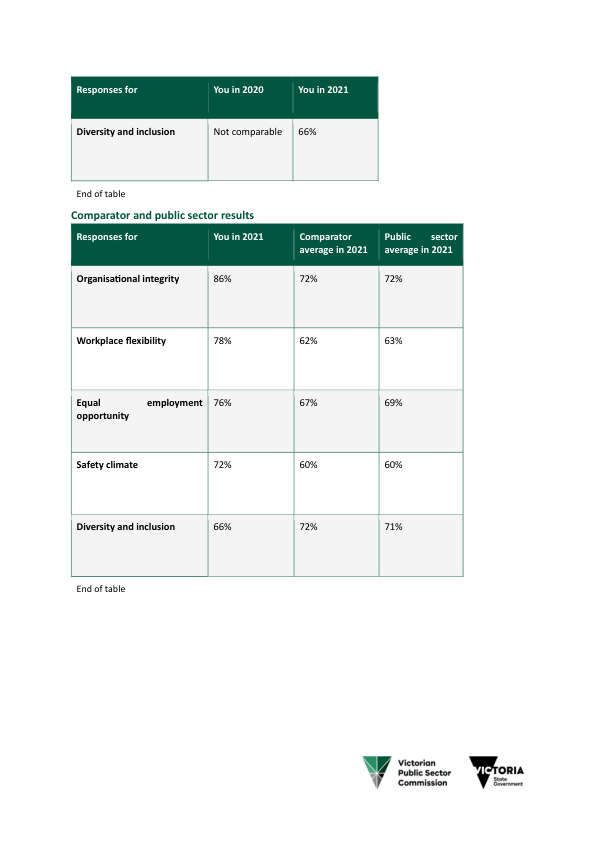 Responses for You in 2020 You in 2021
Diversity and inclusion Not comparable 66%
End of table
Comparator and public sector results
Responses for You in 2021 Comparator Public sector
average in 2021 average in 2021
Organisational integrity 86% 72% 72%
Workplace flexibility 78% 62% 63%
Equal employment 76% 67% 69%
opportunity
Safety climate 72% 60% 60%
Diversity and inclusion 66% 72% 71%
End of table
Victorian
Public Sector
Commission
VICTORIA
State
Government